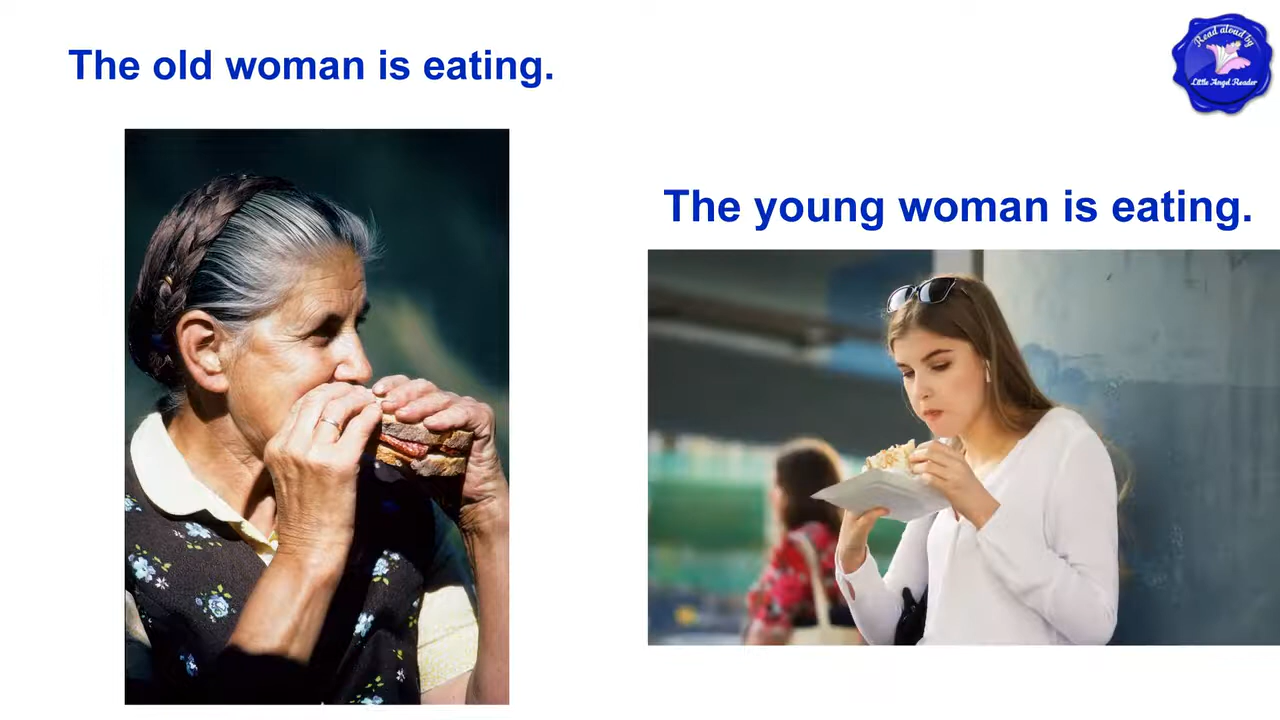 The old woman is eating.
Read aloud by
Little Angel Reader
The young woman is eating.